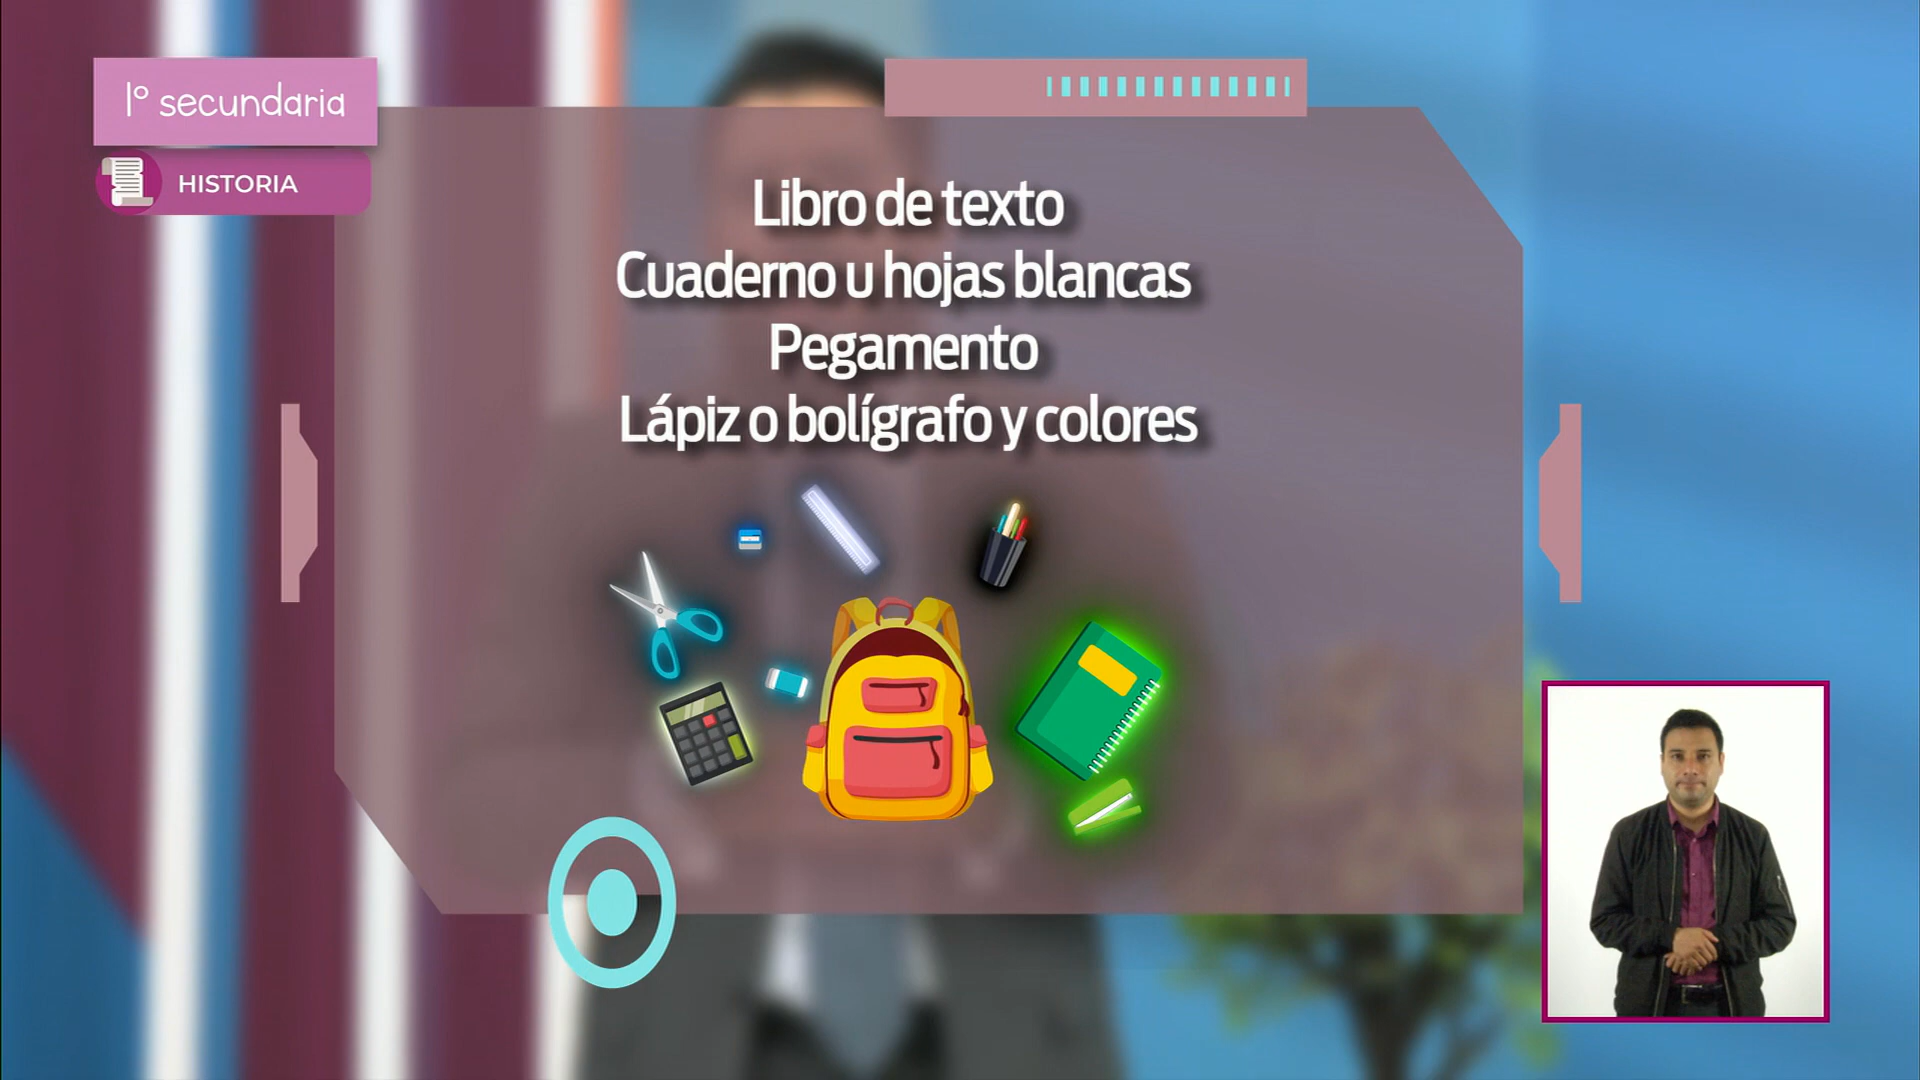 1° secundaria
HISTORIA
Libro de texto
Cuaderno u hojas blancas
Pegamento
Lápiz o bolígrafo y colores